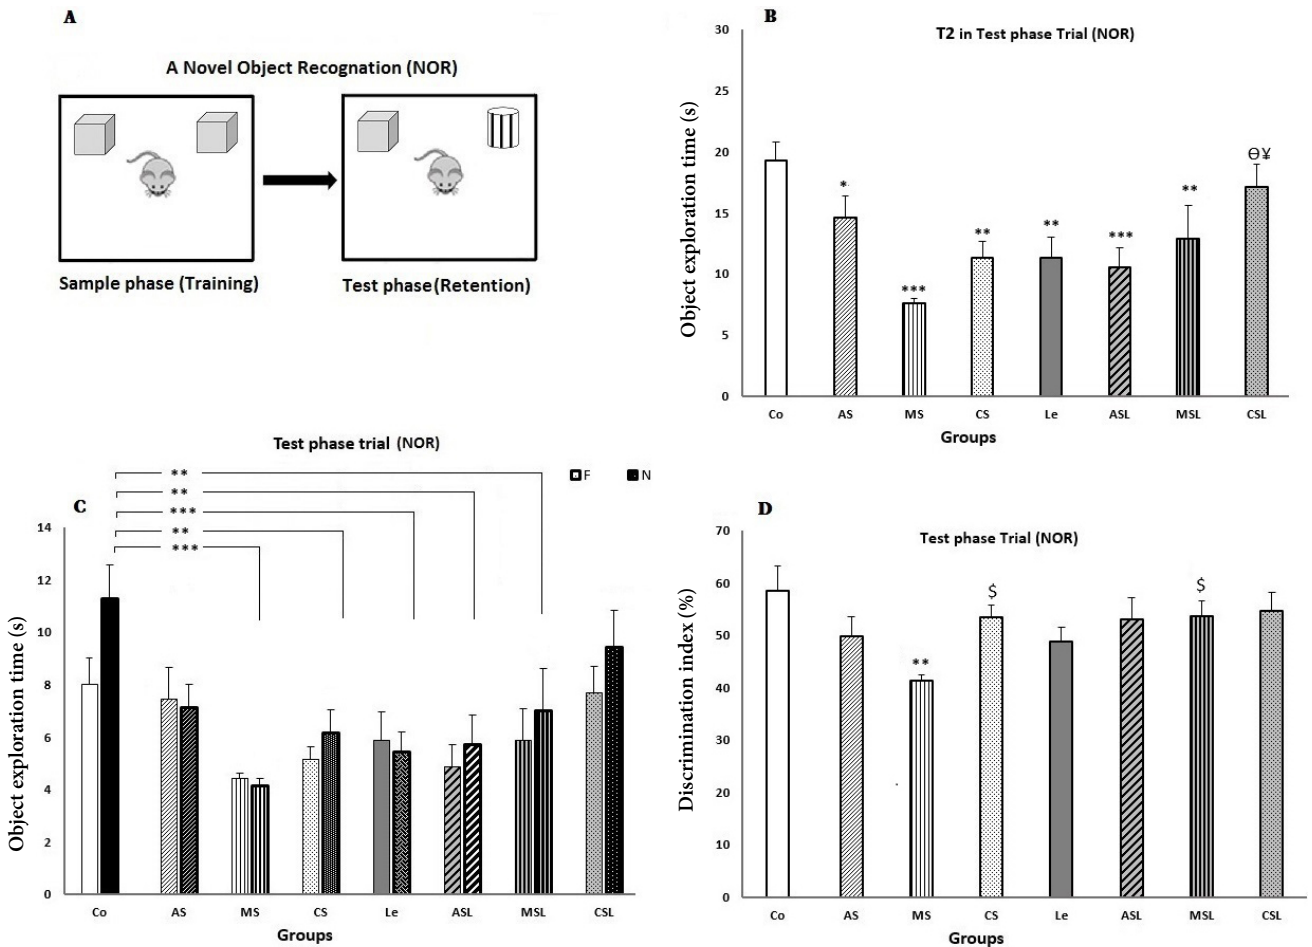 A
A Novel Object Recognation (NOR)
Sample phase (Training)
Test phase (Retention)
B
T2 in Test phase Trial (NOR)
Object exploration time (s)
30
25
20
15
10
5
0
*
***
**
**
***
**
ϴ¥
Co AS MS CS Le ASL MSL CSL
Groups
Test phase trial (NOR)
F N
C
**
**
***
**
***
Object exploration time (s)
14
12
10
8
6
4
2
0
Co AS MS CS Le ASL MSL CSL
Groups
D
Test phase Trial (NOR)
Discrimination index (%)
70
60
50
40
30
20
10
0
**
$
$
Co AS MS CS Le ASL MSL CSL
Groups